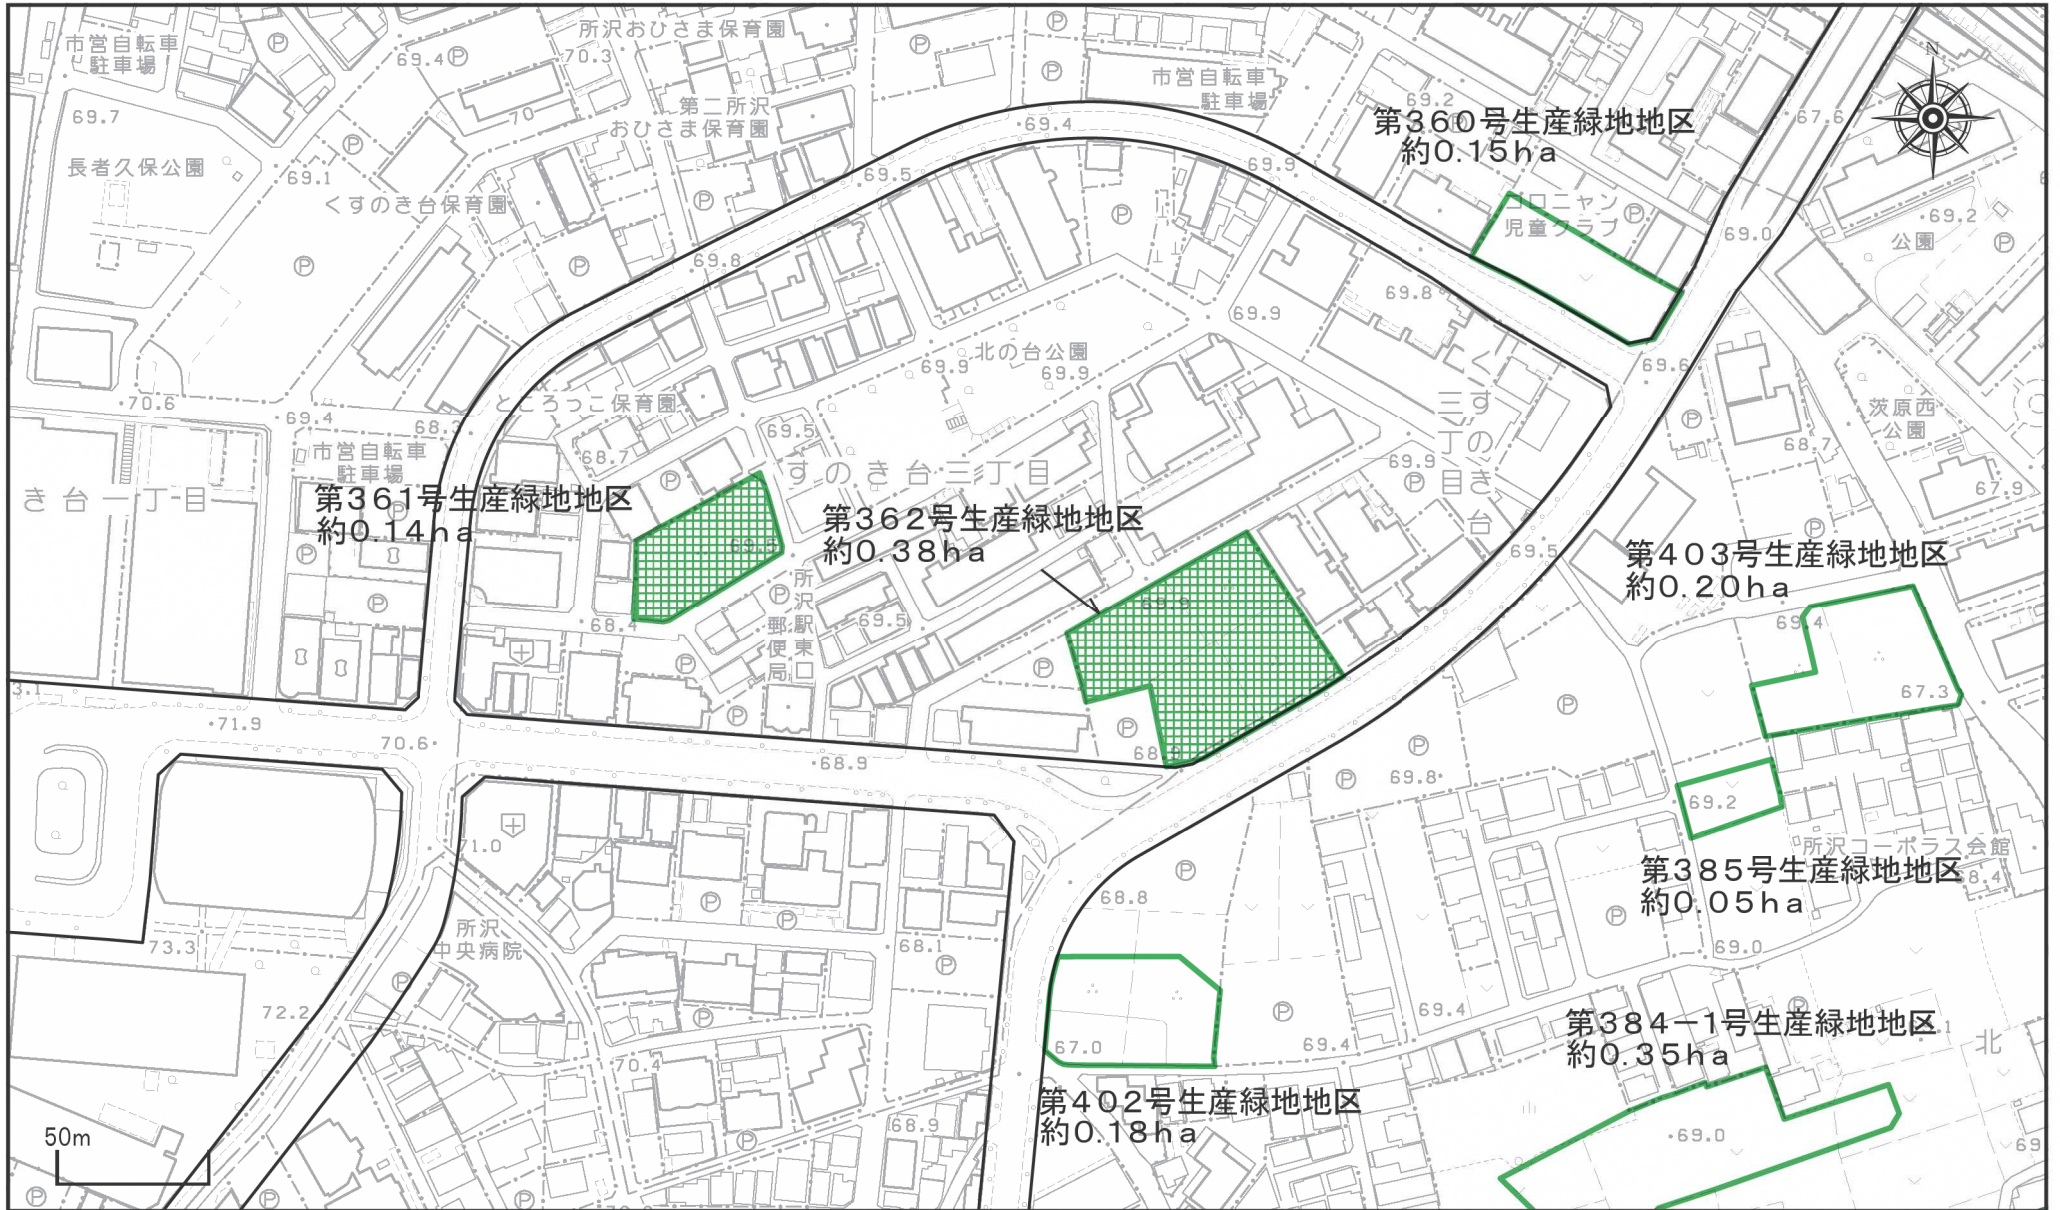 市営自転車
駐車場
所沢おひさま保育園
69.4
70.3
N
市営自転車
駐車場
第二所沢
おひさま保育園
69.7
70
69.2
第360号生産緑地地区
約0.15ha
67.6
69.4
長者久保公園
69.1
69.5
69.9
くすのき台保育園
コロニャン
児童クラブ
69.2
公園
69.0
69.8
69.8
69.9
北の台公園
69.9
69.9
69.6
70.6
69.4
68.3
ところっこ保育園
69.5
茨原西
公園
68.7
市営自転車
駐車場
68.7
き台一丁目
すのき台三丁目
すのき台
三丁目
69.9
67.9
第361号生産緑地地区
約0.14ha
69.5
第362号生産緑地地区
約0.38ha
69.5
第403号生産緑地地区
約0.20ha
所沢駅東口
郵便局
69.9
68.4
69.5
69.4
67.3
3.1
71.9
70.6
68.9
69.8
69.2
71.0
所沢コーポラス会館
第385号生産緑地地区
約0.05ha
68.4
68.8
所沢
中央病院
73.3
68.1
69.0
72.2
69.4
第384－1号生産緑地地区
約0.35ha
北
67.0
69.4
70.4
第402号生産緑地地区
約0.18ha
50m
68.9
69.0
69